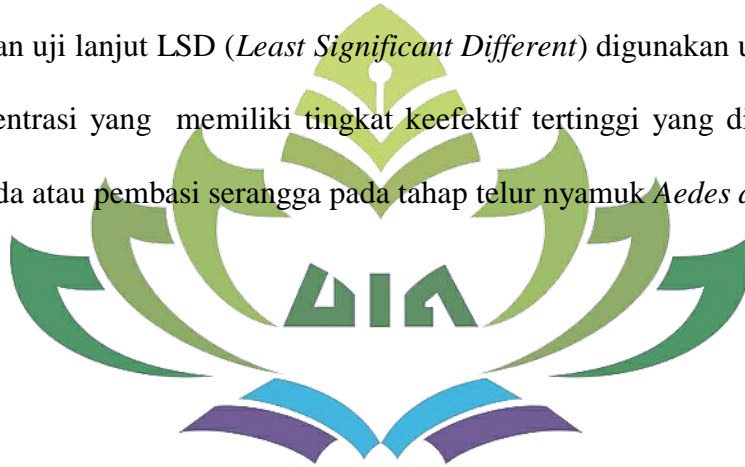 an uji lanjut LSD (Least Significant Different) digunakan u
entrasi yang memiliki tingkat keefektif tertinggi yang di
da atau pembasi serangga pada tahap telur nyamuk Aedes a
UIN